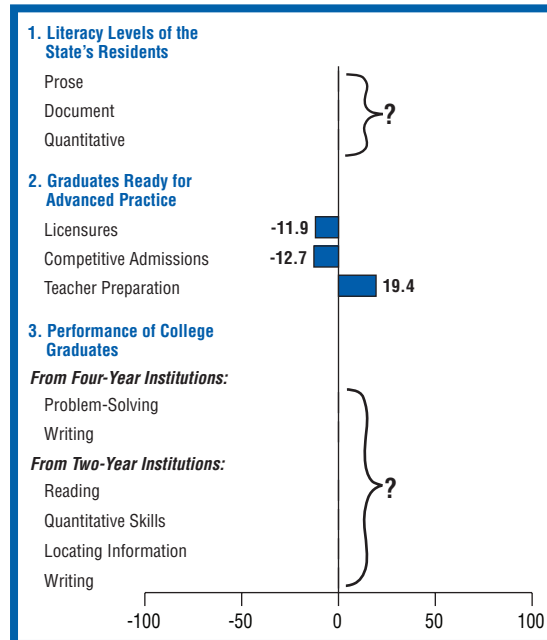 1. Literacy Levels of the
State's Residents
Prose
Document
Quantitative
?
2. Graduates Ready for
Advanced Practice
Licensures
-11.9
Competitive Admissions
-12.7
Teacher Preparation
19.4
3. Performance of College
Graduates
From Four-Year Institutions:
Problem-Solving
Writing
From Two-Year Institutions:
Reading
?
Quantitative Skills
Locating Information
Writing
-100 -50 0 50 100